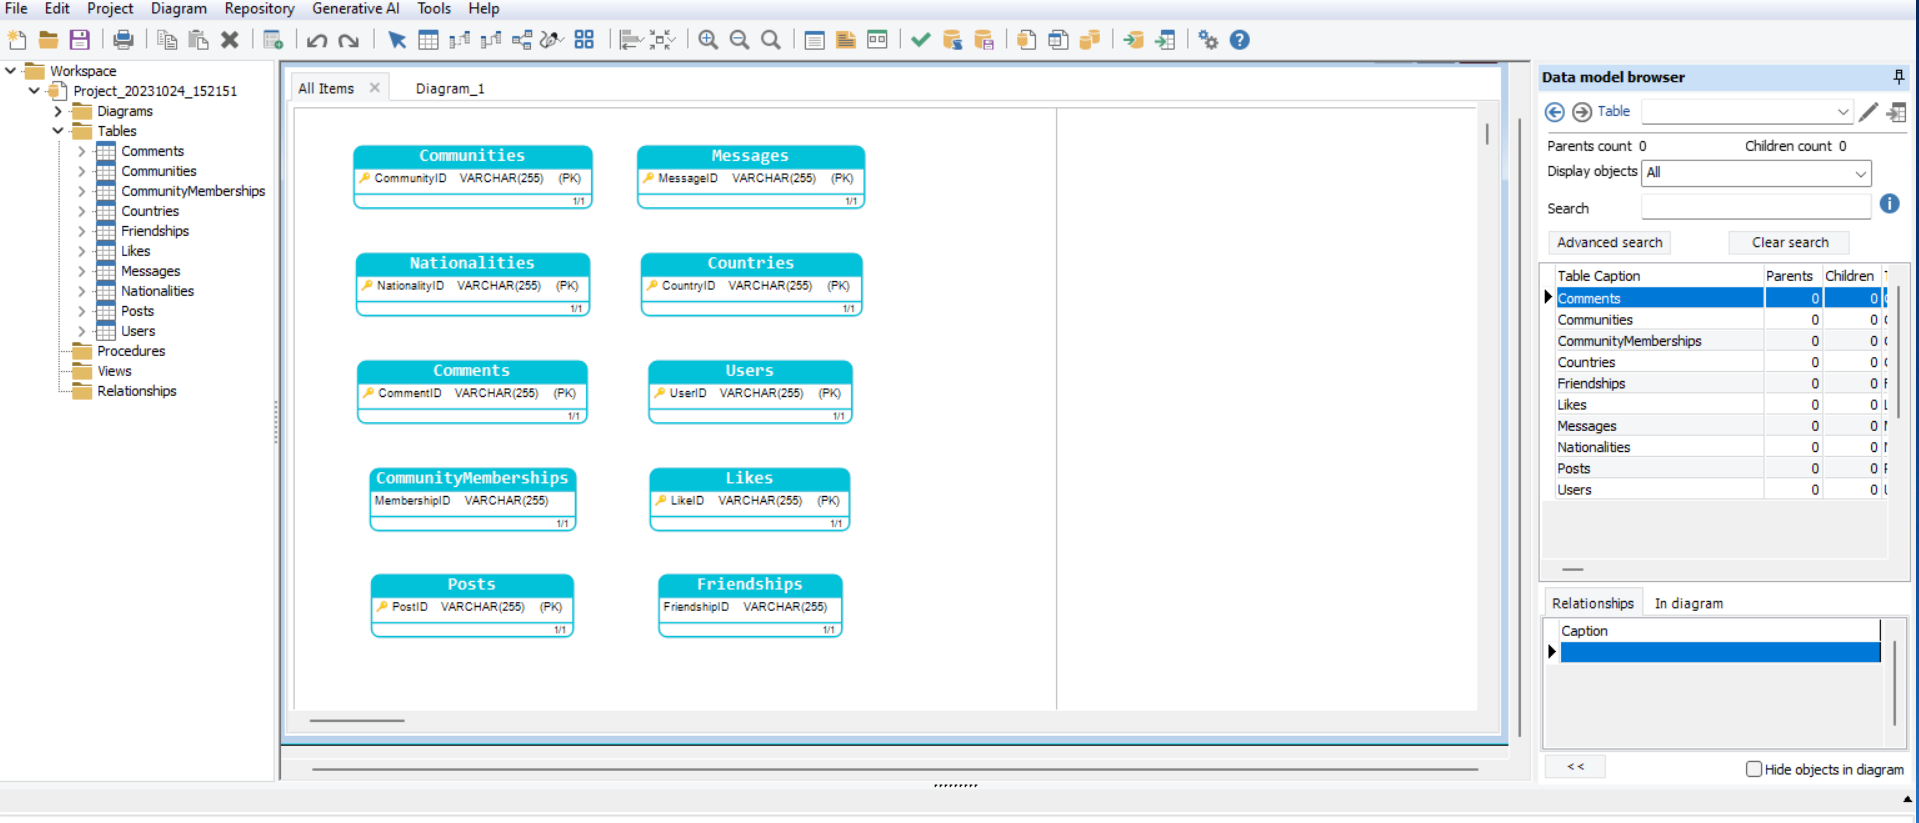 File Edit Project Diagram Repository Generative AI Tools Help
Workspace
Project_20231024_152151
Diagrams
Tables
Comments
Communities
CommunityMemberships
Countries
Friendships
Likes
Messages
Nationalities
Posts
Users
Procedures
Views
Relationships
All Items Diagram_1
Communities
CommunityID VARCHAR(255) (PK)
1/1
Messages
MessageID VARCHAR(255) (PK)
1/1
Nationalities
NationalityID VARCHAR(255) (PK)
1/1
Countries
CountryID VARCHAR(255) (PK)
1/1
Comments
CommentID VARCHAR(255) (PK)
1/1
Users
UserID VARCHAR(255) (PK)
1/1
CommunityMemberships
MembershipID VARCHAR(255)
1/1
Likes
LikeID VARCHAR(255) (PK)
1/1
Posts
PostID VARCHAR(255) (PK)
1/1
Friendships
FriendshipID VARCHAR(255)
1/1
Data model browser
Table
Parents count 0 Children count 0
Display objects All
Search
Advanced search Clear search
Table Caption Parents Children
Comments 0 0
Communities 0 0
CommunityMemberships 0 0
Countries 0 0
Friendships 0 0
Likes 0 0
Messages 0 0
Nationalities 0 0
Posts 0 0
Users 0 0
Relationships In diagram
Caption
<< Hide objects in diagram